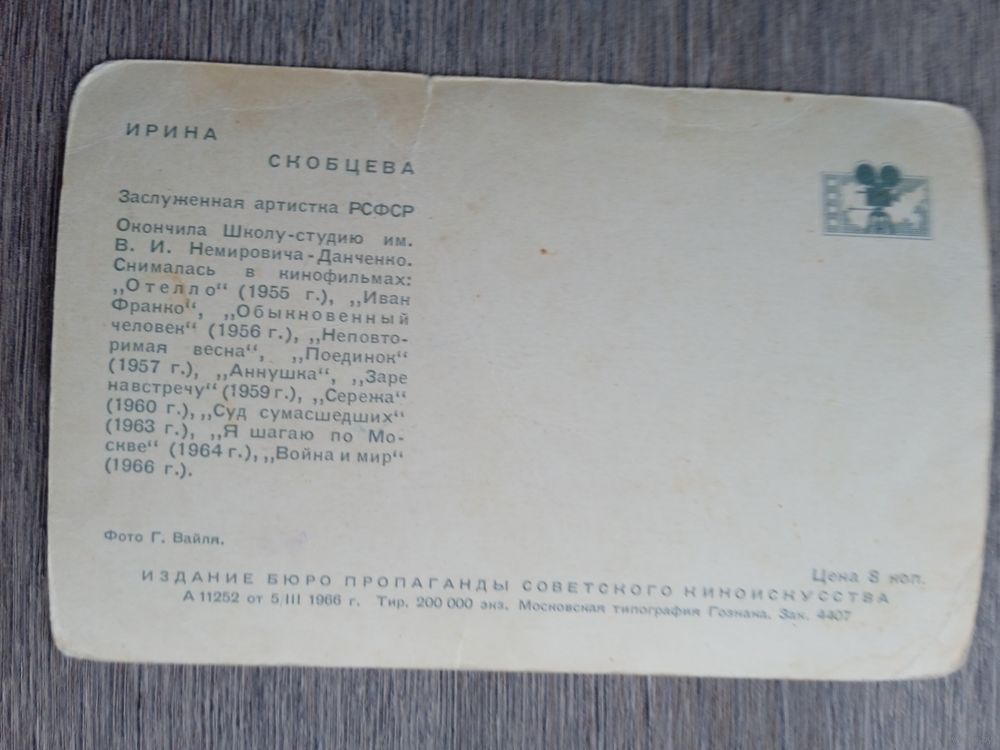 ИРИНА
СКОБЦЕВА
Заслуженная артистка РСФСР
Окончила Школу-студию им.
В. И. Немировича-Данченко.
Снималась в кинофильмах:
„Отелло“ (1955 г.), „Иван
Франко“, „Обыкновенный
человек“ (1956 г.), „Неповто-
римая весна“, „Поединок“
(1957 г.), „Аннушка“, „Заре
навстречу“ (1959 г.), „Сережа“
(1960 г.), „Суд сумасшедших“
(1963 г.), „Я шагаю по Мо-
скве“ (1964 г.), „Война и мир“
(1966 г.).
Фото Г. Вайля.
Цена 8 коп.
ИЗДАНИЕ БЮРО ПРОПАГАНДЫ СОВЕТСКОГО КИНОИСКУССТВА
А 11252 от 5/III 1966 г. Тир. 200 000 экз. Московская типография Гознака. Зак. 4407